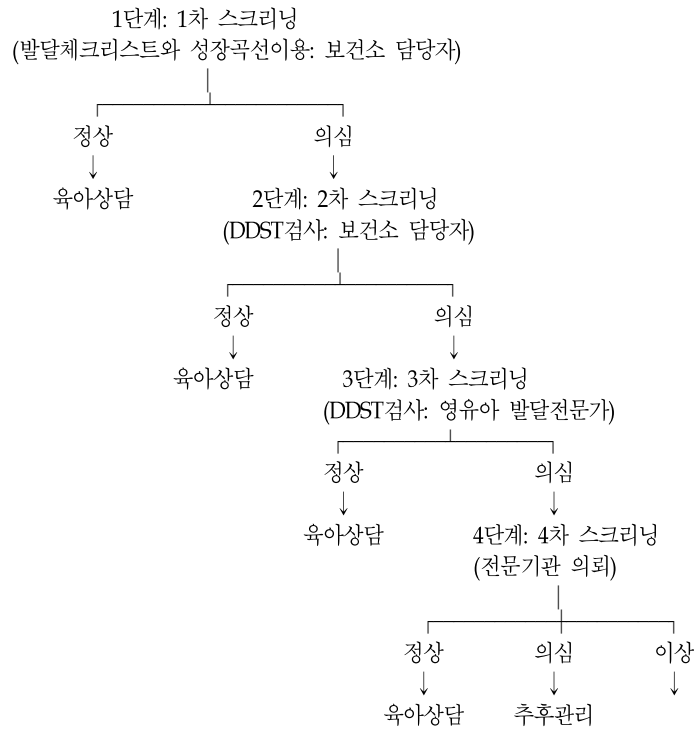 1단계: 1차 스크리닝
(발달체크리스트와 성장곡선이용: 보건소 담당자)
정상 의심
육아상담 2단계: 2차 스크리닝
(DDST검사: 보건소 담당자)
정상 의심
육아상담 3단계: 3차 스크리닝
(DDST검사: 영유아 발달전문가)
정상 의심
육아상담 4단계: 4차 스크리닝
(전문기관 의뢰)
정상 의심 이상
육아상담 추후관리